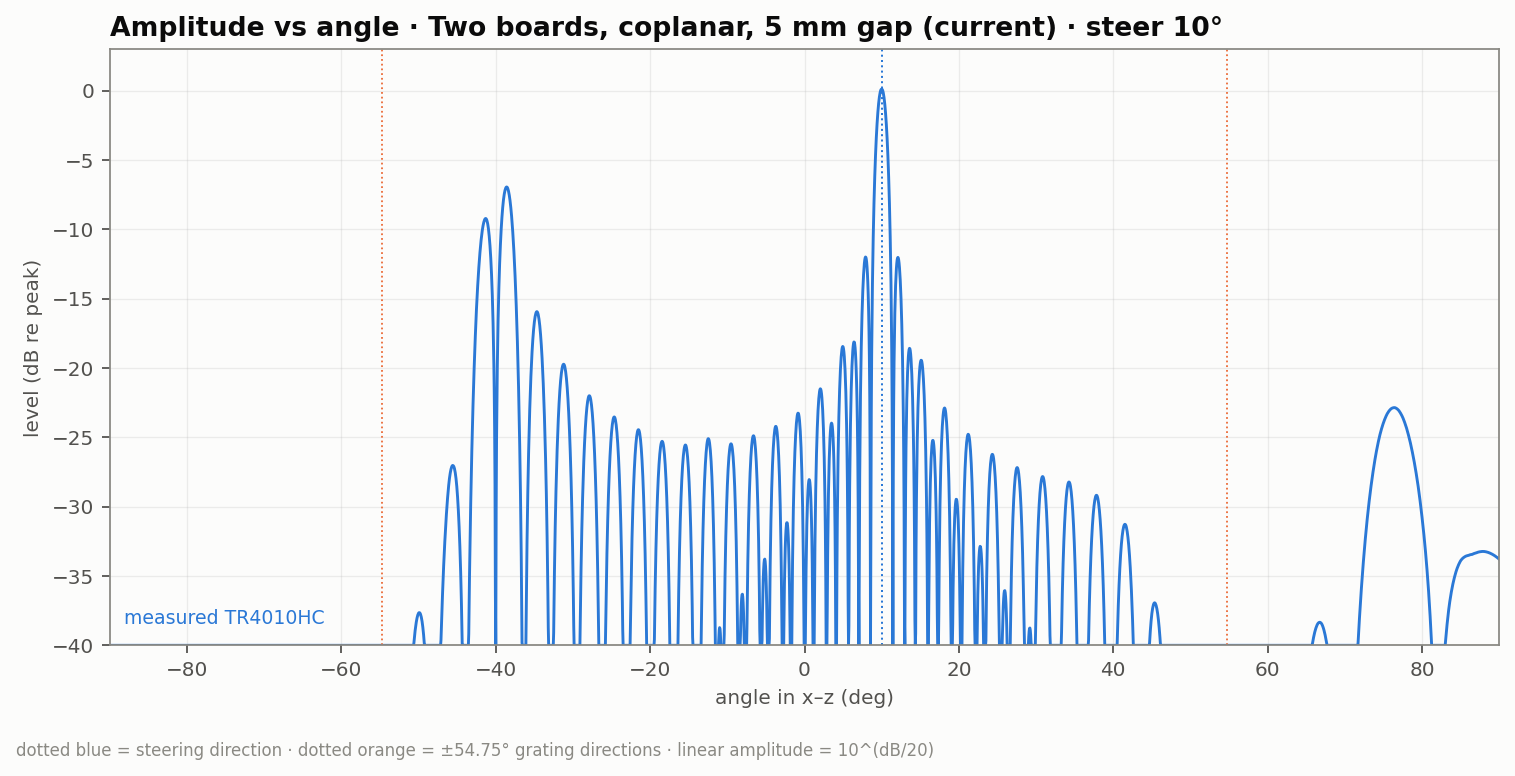 Amplitude vs angle · Two boards, coplanar, 5 mm gap (current) · steer 10°
level (dB re peak)
0
−5
−10
−15
−20
−25
−30
−35
−40
measured TR4010HC
−80 −60 −40 −20 0 20 40 60 80
angle in x–z (deg)
dotted blue = steering direction · dotted orange = ±54.75° grating directions · linear amplitude = 10^(dB/20)